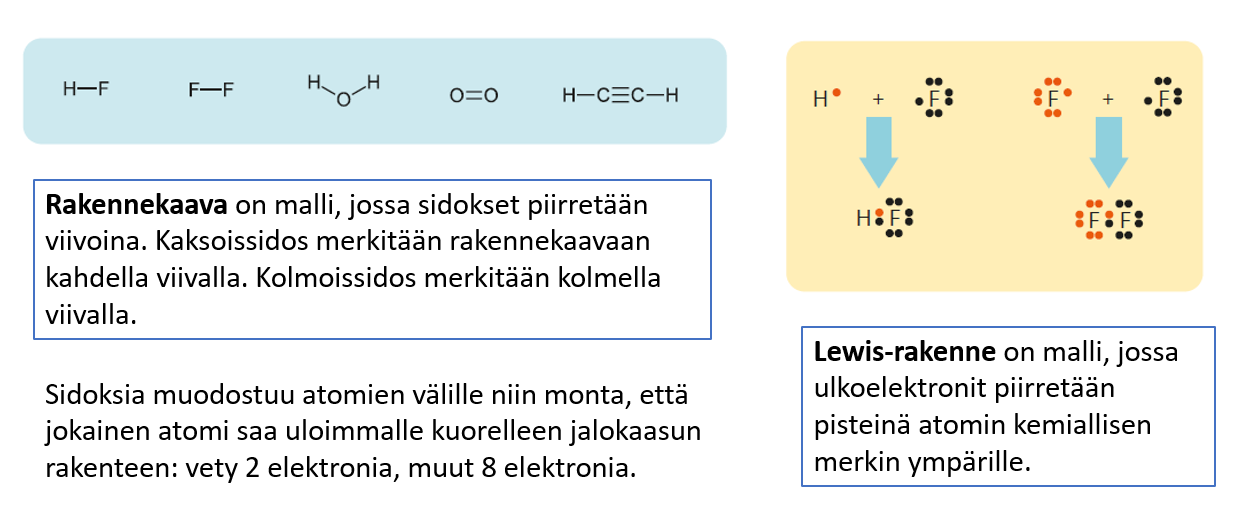 H—F F—F H O H O=O H—C≡C—H
Rakennekaava on malli, jossa sidokset piirretään
viivoina. Kaksoissidos merkitään rakennekaavaan
kahdella viivalla. Kolmoissidos merkitään kolmella
viivalla.
Sidoksia muodostuu atomien välille niin monta, että
jokainen atomi saa uloimmalle kuorelleen jalokaasun
rakenteen: vety 2 elektronia, muut 8 elektronia.
H + F F + F
H F F F
Lewis-rakenne on malli, jossa
ulkoelektronit piirretään
pisteinä atomin kemiallisen
merkin ympärille.